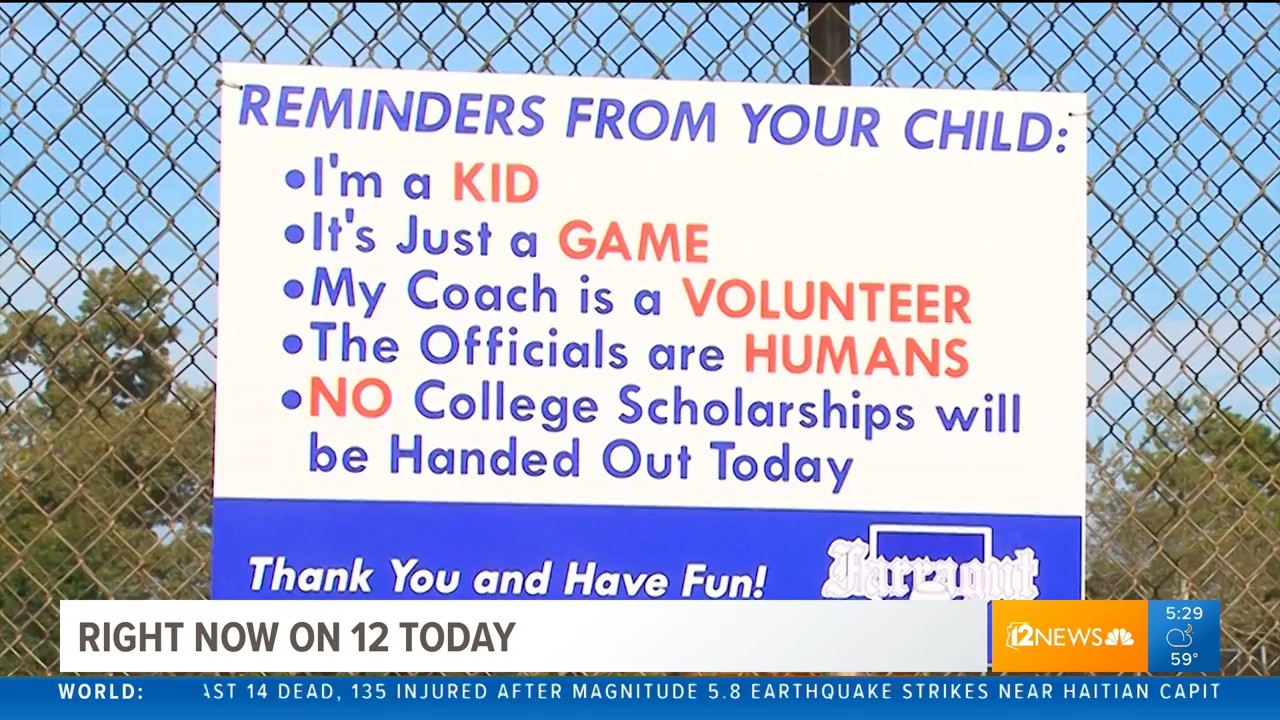 REMINDERS FROM YOUR CHILD:
•I'm a KID
•It's Just a GAME
•My Coach is a VOLUNTEER
•The Officials are HUMANS
•NO College Scholarships will
be Handed Out Today
Thank You and Have Fun!
Farragut
RIGHT NOW ON 12 TODAY
12NEWS
5:29
59°
WORLD: AST 14 DEAD, 135 INJURED AFTER MAGNITUDE 5.8 EARTHQUAKE STRIKES NEAR HAITIAN CAPIT